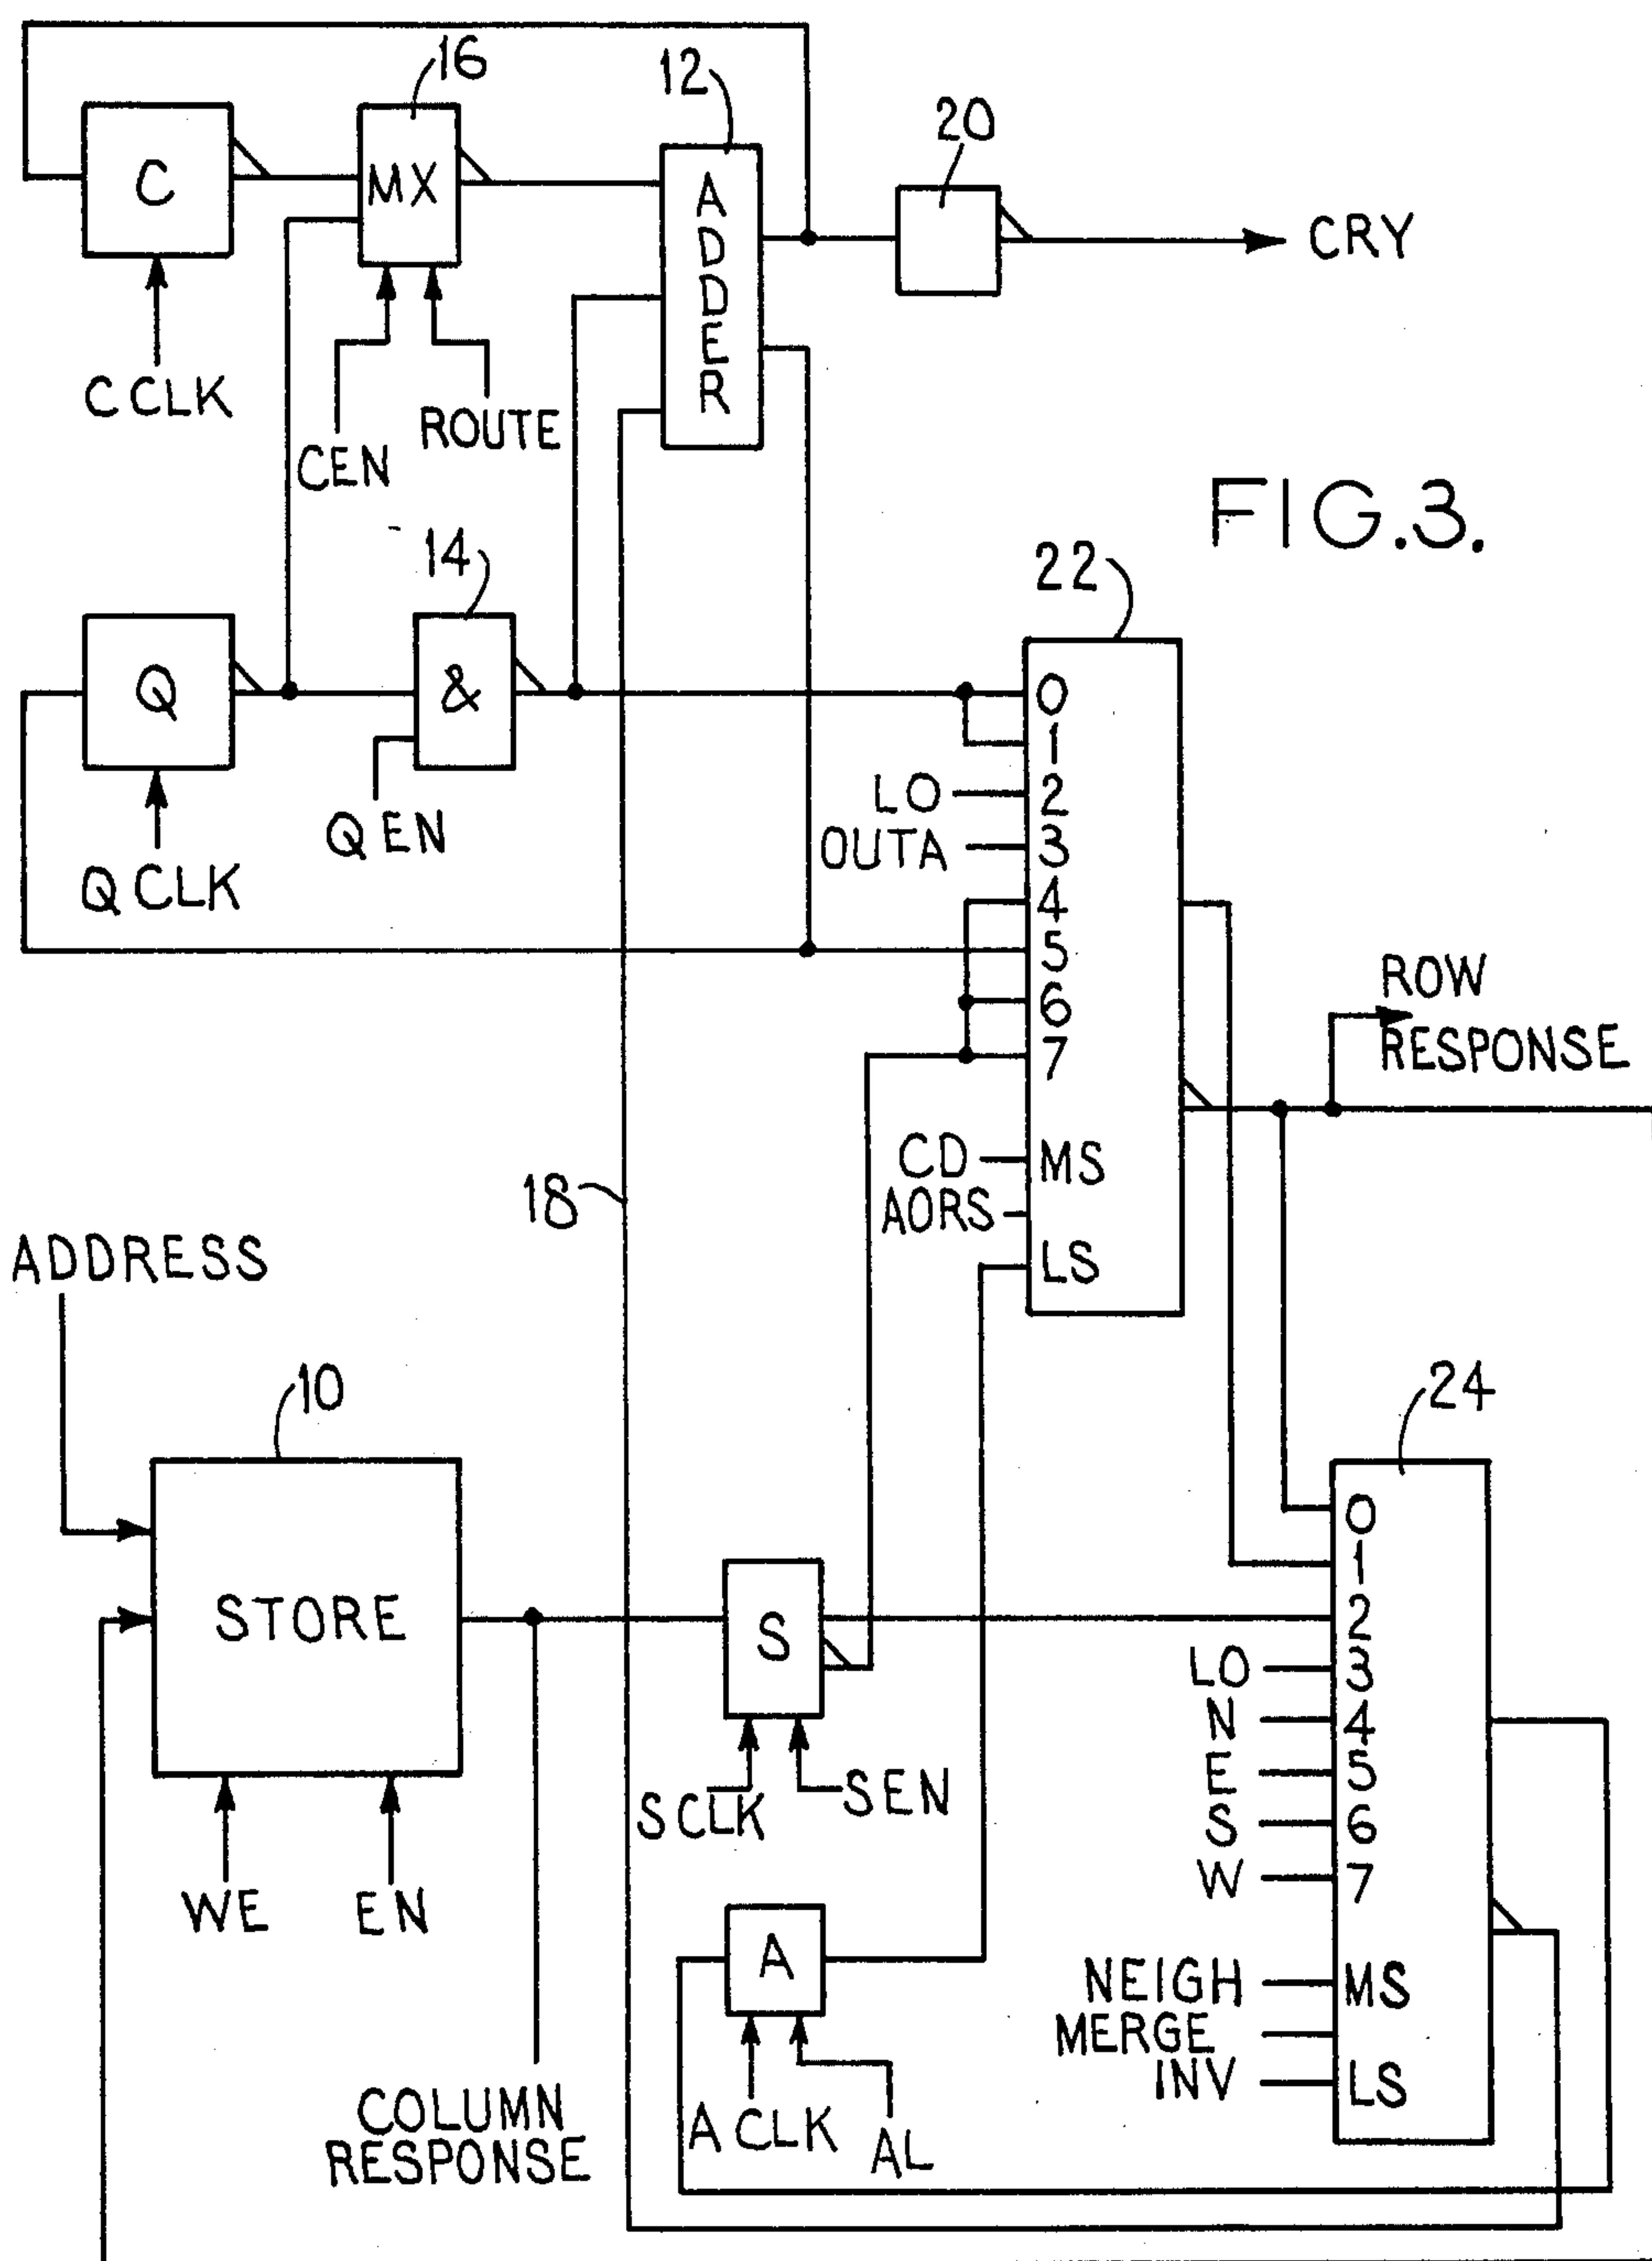 16
12
20
C
MX
ADDER
CRY
C CLK
CEN
ROUTE
FIG.3.
14
22
Q
&
0
1
LO 2
OUTA 3
4
5
6
7
Q EN
Q CLK
ROW
RESPONSE
CD MS
AORS
LS
18
ADDRESS
10
24
STORE
S
0
1
2
LO 3
N 4
E 5
S 6
W 7
S CLK
SEN
WE
EN
A
NEIGH MS
MERGE
INV LS
A CLK
AL
COLUMN
RESPONSE